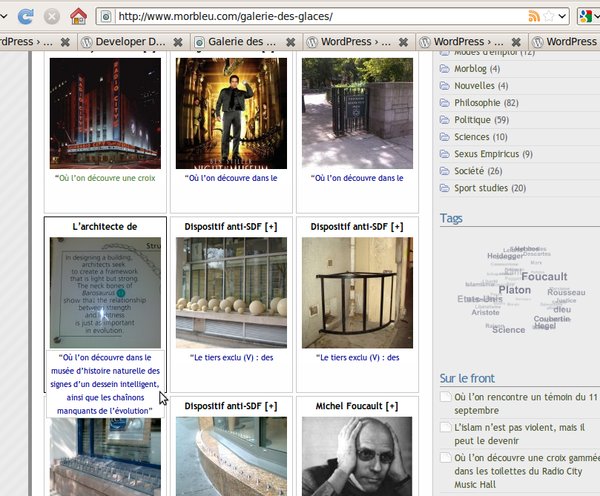 http://www.morbleu.com/galerie-des-glaces/
rdPress › ...
Developer D...
Galerie des ...
WordPress › ...
WordPress › ...
WordP
RADIO CITY
NIGHT MUSEUM
"Où l'on découvre une croix
"Où l'on découvre dans le
"Où l'on découvre dans le
L'architecte de
Dispositif anti-SDF [+]
Dispositif anti-SDF [+]
Stru
In designing a building,
architects seek
to create a framework
that is light but strong.
The neck bones of
Barosaurus
show that the relationship
between strength
and lightness
is just as important
in evolution.
"Où l'on découvre dans le
musée d'histoire naturelle des
signes d'un dessein intelligent,
ainsi que les chaînons
manquants de l'évolution"
"Le tiers exclu (V) : des
"Le tiers exclu (V) : des
Dispositif anti-SDF [+]
Michel Foucault [+]
Modes d'emploi (12)
Morblog (4)
Nouvelles (4)
Philosophie (82)
Politique (59)
Sciences (10)
Sexus Empiricus (9)
Société (26)
Sport studies (20)
Tags
Descartes
Heidegger
Foucault
Platon
Rousseau
Etats-Unis
Justice
dieu
Aristote
Coubertin
Hegel
Raison
Science
Sur le front
Où l'on rencontre un témoin du 11
septembre
L'islam n'est pas violent, mais il
peut le devenir
Où l'on découvre une croix gammée
dans les toilettes du Radio City
Music Hall